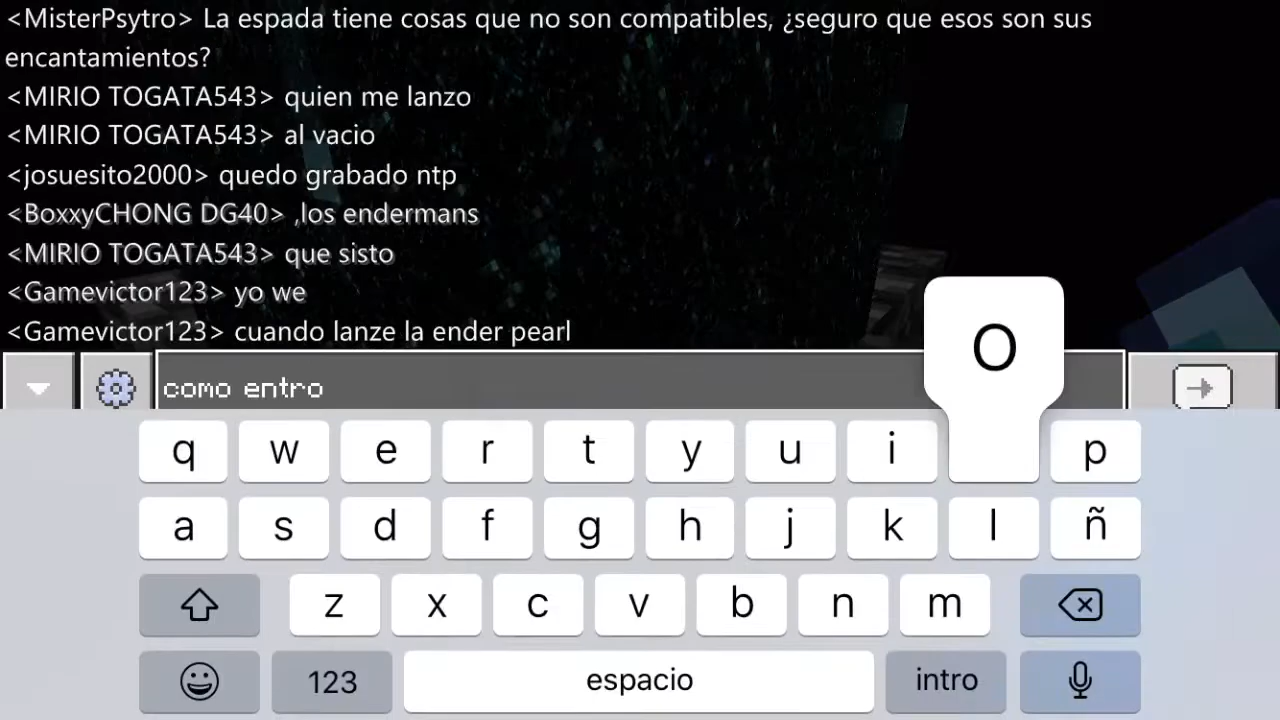 <MisterPsytro> La espada tiene cosas que no son compatibles, ¿seguro que esos son sus
encantamientos?
<MIRIO TOGATA543> quien me lanzo
<MIRIO TOGATA543> al vacio
<josuesito2000> quedo grabado ntp
<BoxxyCHONG DG40> ,los endermans
<MIRIO TOGATA543> que sisto
<Gamevictor123> yo we
<Gamevictor123> cuando lanze la ender pearl
como entro
O
q w e r t y u i p
a s d f g h j k l ñ
z x c v b n m
123 espacio intro